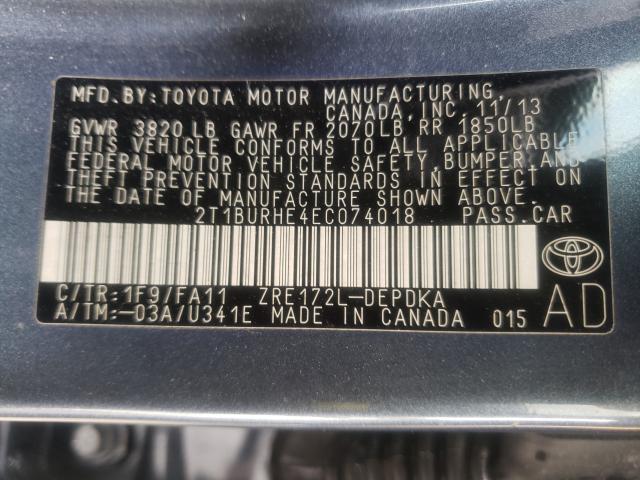 MFD.BY:TOYOTA MOTOR MANUFACTURING,
CANADA, INC. 11/13
GVWR 3820 LB GAWR FR 2070LB RR 1850LB
THIS VEHICLE CONFORMS TO ALL APPLICABLE
FEDERAL MOTOR VEHICLE SAFETY, BUMPER, AND
THEFT PREVENTION STANDARDS IN EFFECT ON
THE DATE OF MANUFACTURE SHOWN ABOVE.
2T1BURHE4EC074018 PASS.CAR
C/TR:1F9/FA11 ZRE172L-DEPDKA
A/TM:-03A/U341E MADE IN CANADA 015 AD